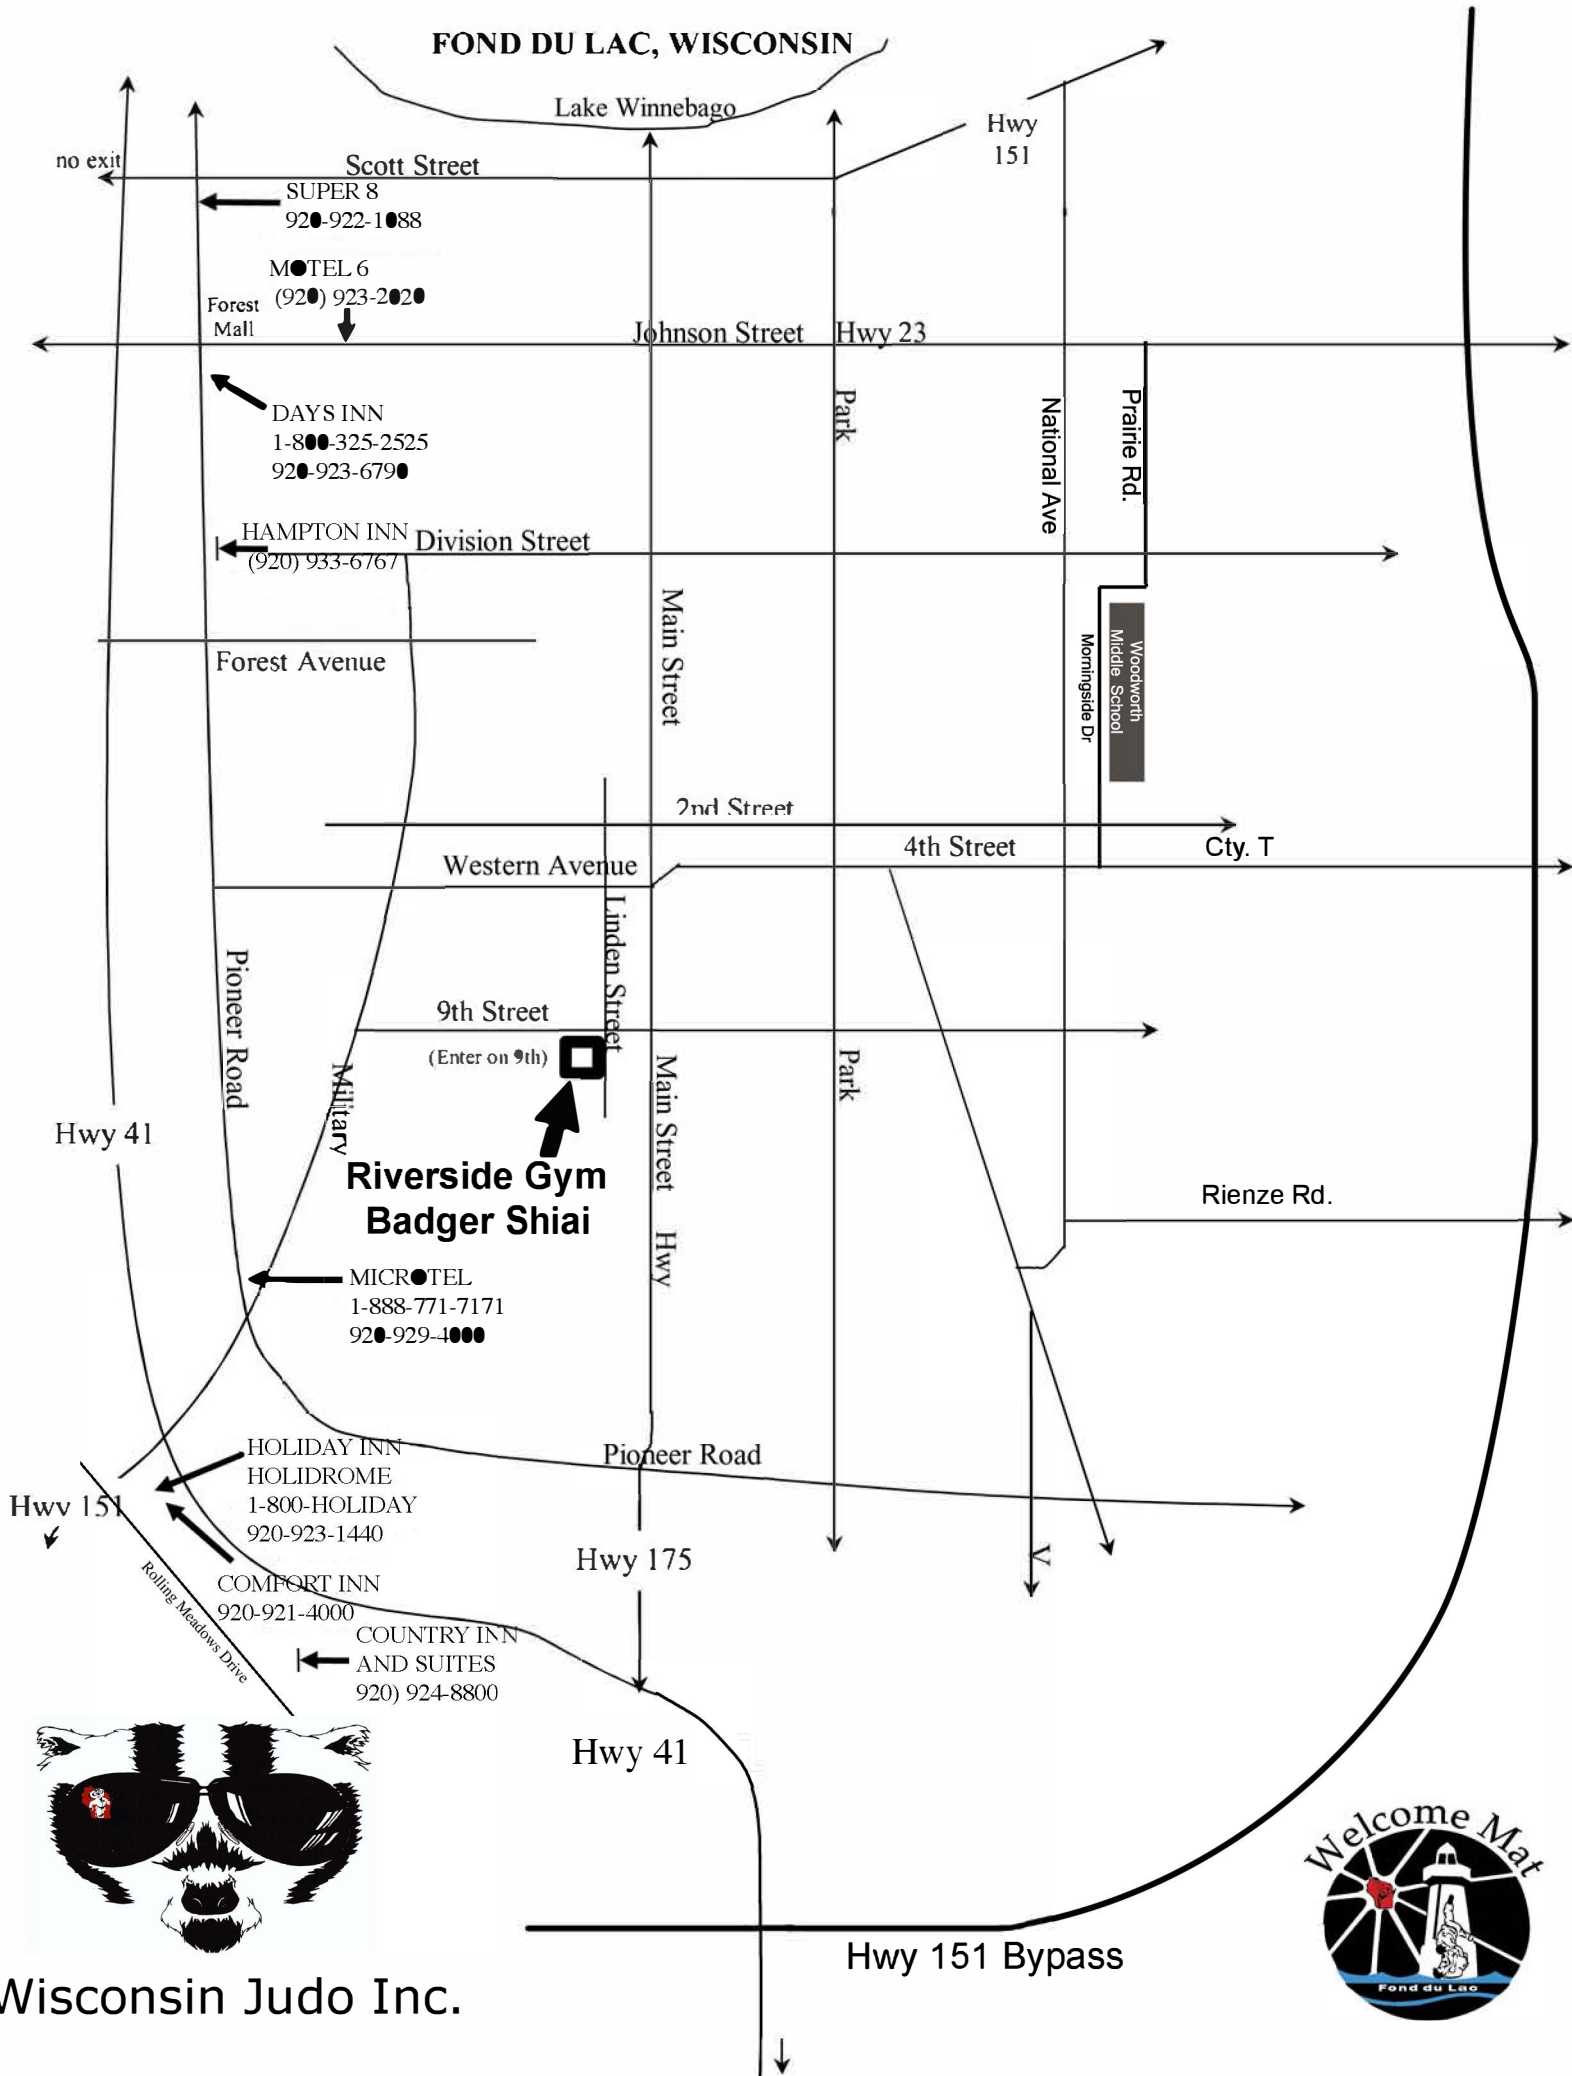 FOND DU LAC, WISCONSIN
Lake Winnebago
Hwy
151
no exit
Scott Street
SUPER 8
920-922-1088
MOTEL 6
(920) 923-2020
Forest
Mall
Johnson Street
Hwy 23
DAYS INN
1-800-325-2525
920-923-6790
Park
National Ave
Prairie Rd.
HAMPTON INN
(920) 933-6767
Division Street
Main Street
Forest Avenue
Woodworth
Middle School
Morningside Dr
2nd Street
4th Street
Cty. T
Western Avenue
Linden Street
Pioneer Road
9th Street
(Enter on 9th)
Military
Main Street
Park
Hwy 41
Riverside Gym
Badger Shiai
Rienze Rd.
Hwy
MICROTEL
1-888-771-7171
920-929-4000
HOLIDAY INN
HOLIDROME
1-800-HOLIDAY
920-923-1440
Pioneer Road
Hwy 151
Hwy 175
V
Rolling Meadows Drive
COMFORT INN
920-921-4000
COUNTRY INN
AND SUITES
920) 924-8800
Hwy 41
Welcome Mat
Fond du Lac
Hwy 151 Bypass
Wisconsin Judo Inc.